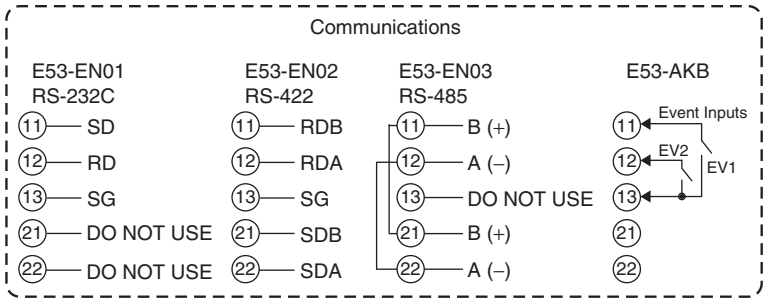 Communications
E53-EN01
RS-232C
11 SD
12 RD
13 SG
21 DO NOT USE
22 DO NOT USE
E53-EN02
RS-422
11 RDB
12 RDA
13 SG
21 SDB
22 SDA
E53-EN03
RS-485
11 B (+)
12 A (−)
13 DO NOT USE
21 B (+)
22 A (−)
E53-AKB
11 Event Inputs
12 EV2
EV1
13
21
22